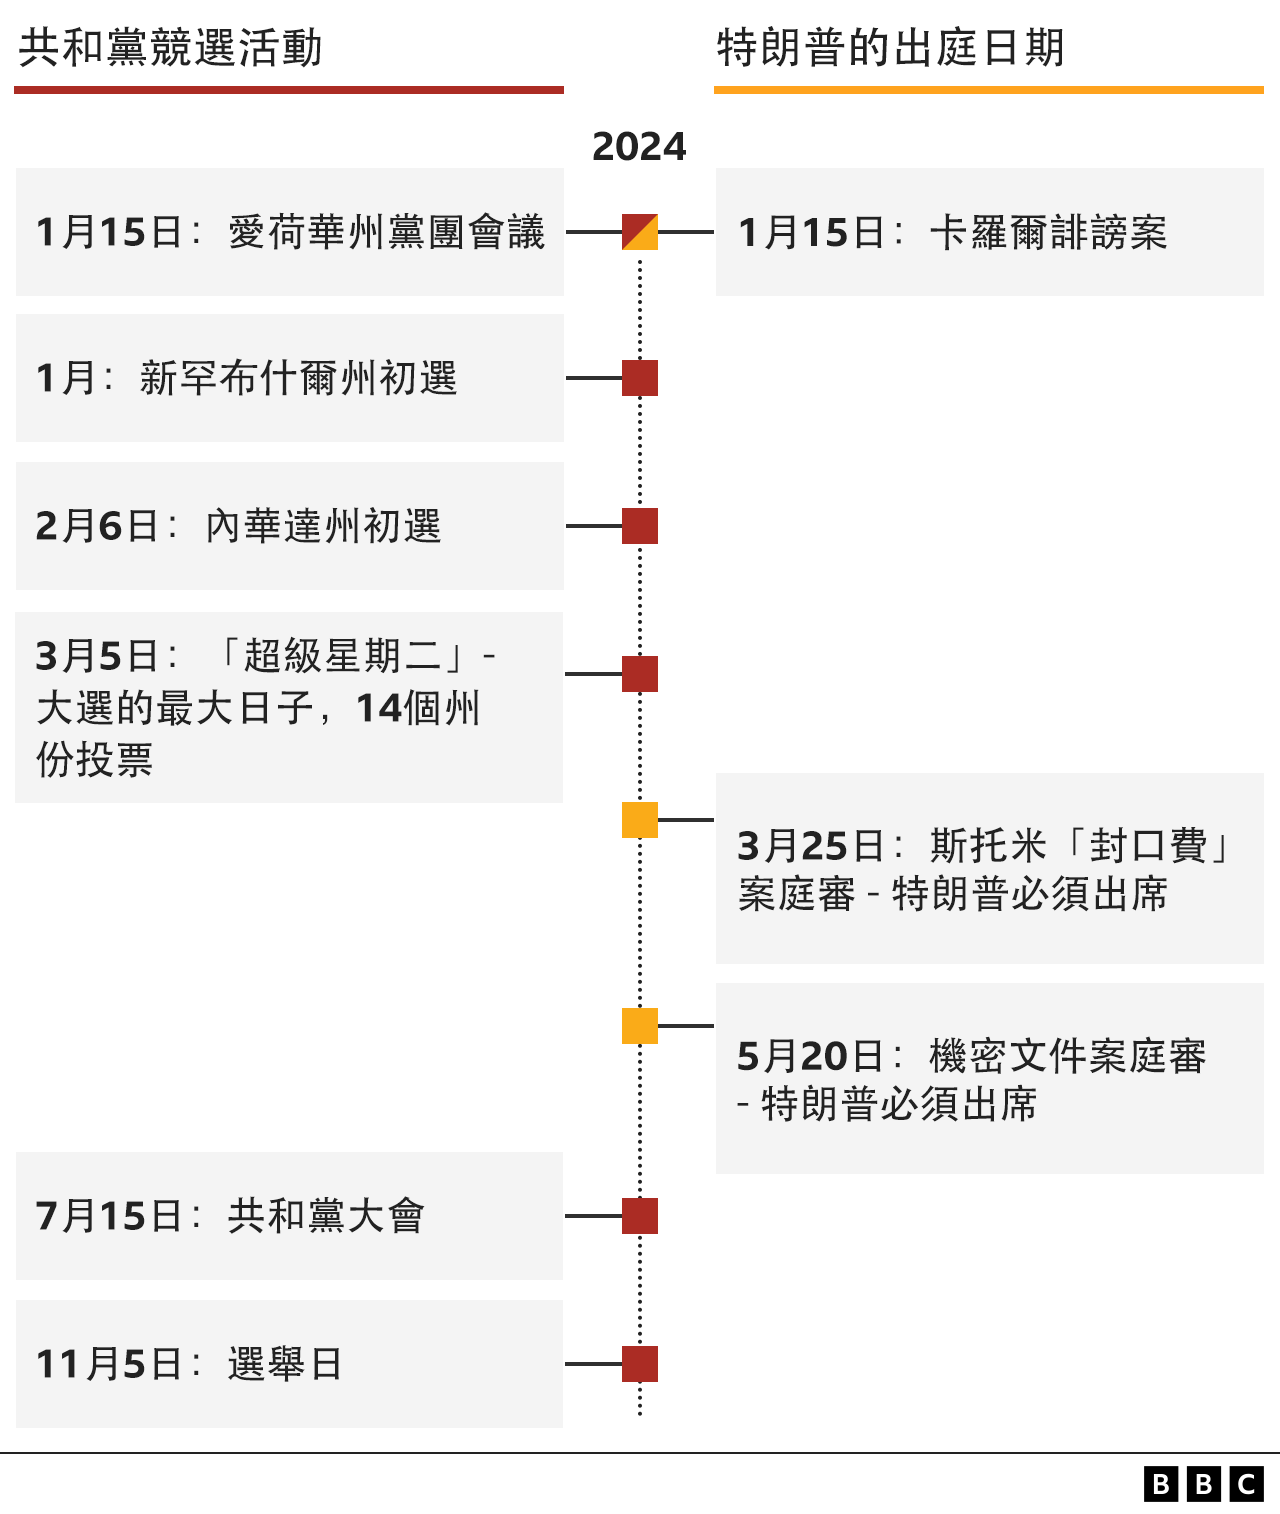 共和黨競選活動
特朗普的出庭日期
2024
1月15日：愛荷華州黨團會議
1月15日：卡羅爾誹謗案
1月：新罕布什爾州初選
2月6日：內華達州初選
3月5日：「超級星期二」-
大選的最大日子，14個州
份投票
3月25日：斯托米「封口費」
案庭審 - 特朗普必須出席
5月20日：機密文件案庭審
- 特朗普必須出席
7月15日：共和黨大會
11月5日：選舉日
BBC